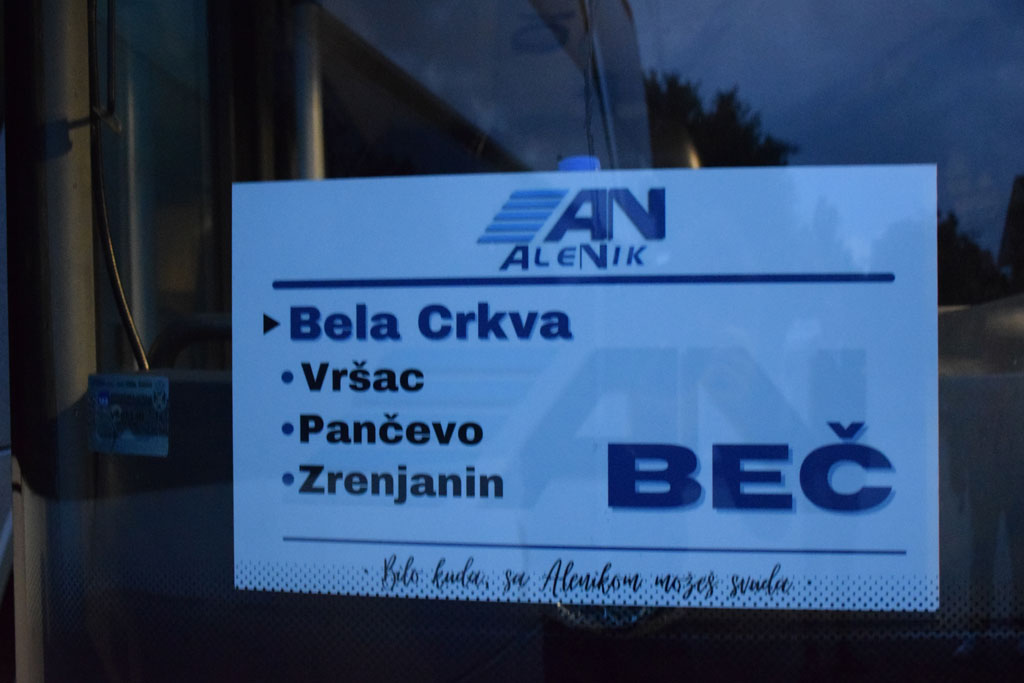 AN
ALENIK
Bela Crkva
• Vršac
• Pančevo
• Zrenjanin
BEČ
Bilo kuda, sa Alenikom možeš svuda